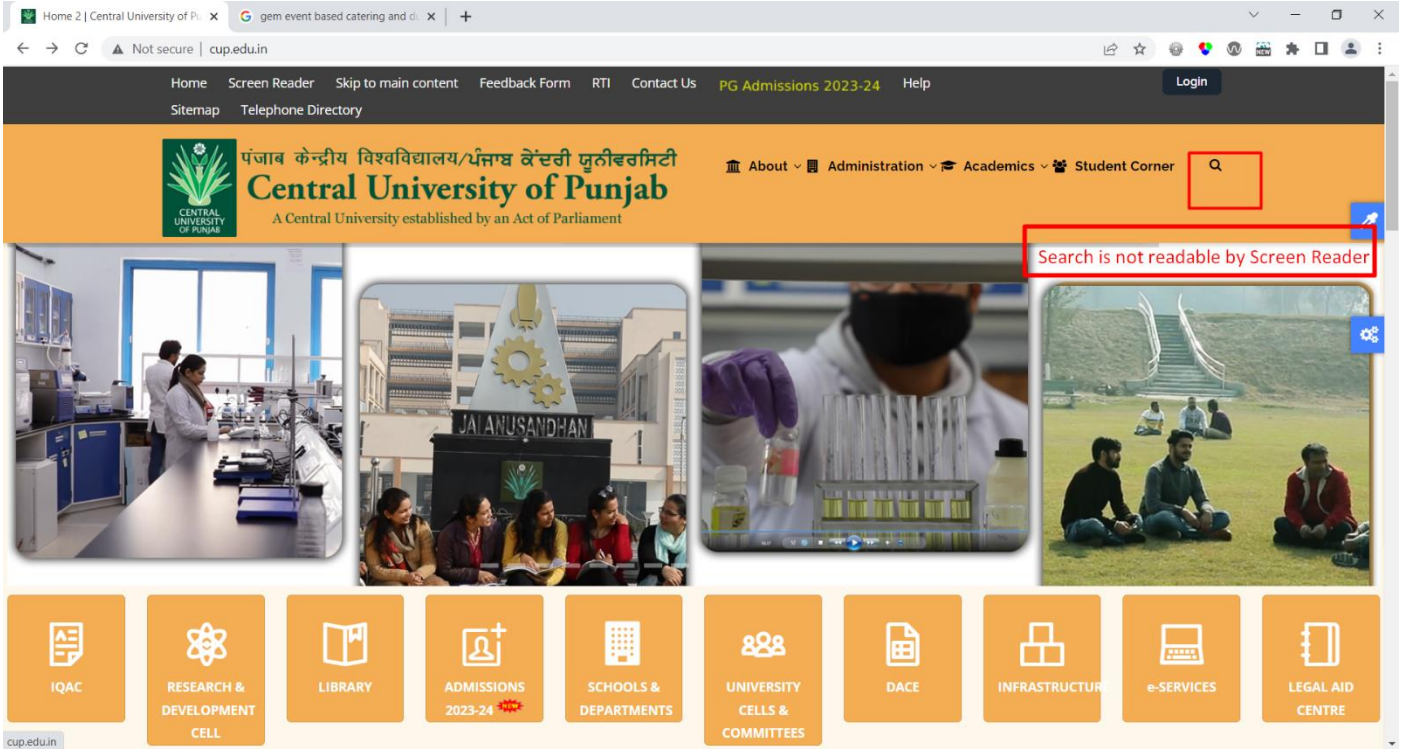 Home 2 | Central University of Pu
gem event based catering and d
Not secure | cup.edu.in
Home Screen Reader Skip to main content Feedback Form RTI Contact Us PG Admissions 2023-24 Help Login
Sitemap Telephone Directory
पंजाब केन्द्रीय विश्वविद्यालय/ਪੰਜਾਬ ਕੇਂਦਰੀ ਯੂਨੀਵਰਸਿਟੀ
Central University of Punjab
A Central University established by an Act of Parliament
CENTRAL
UNIVERSITY
OF PUNJAB
About Administration Academics Student Corner
Search is not readable by Screen Reader
JAI ANUSANDHAN
IQAC
RESEARCH &
DEVELOPMENT
CELL
LIBRARY
ADMISSIONS
2023-24 NEW
SCHOOLS &
DEPARTMENTS
UNIVERSITY
CELLS &
COMMITTEES
DACE
INFRASTRUCTURE
e-SERVICES
LEGAL AID
CENTRE
cup.edu.in